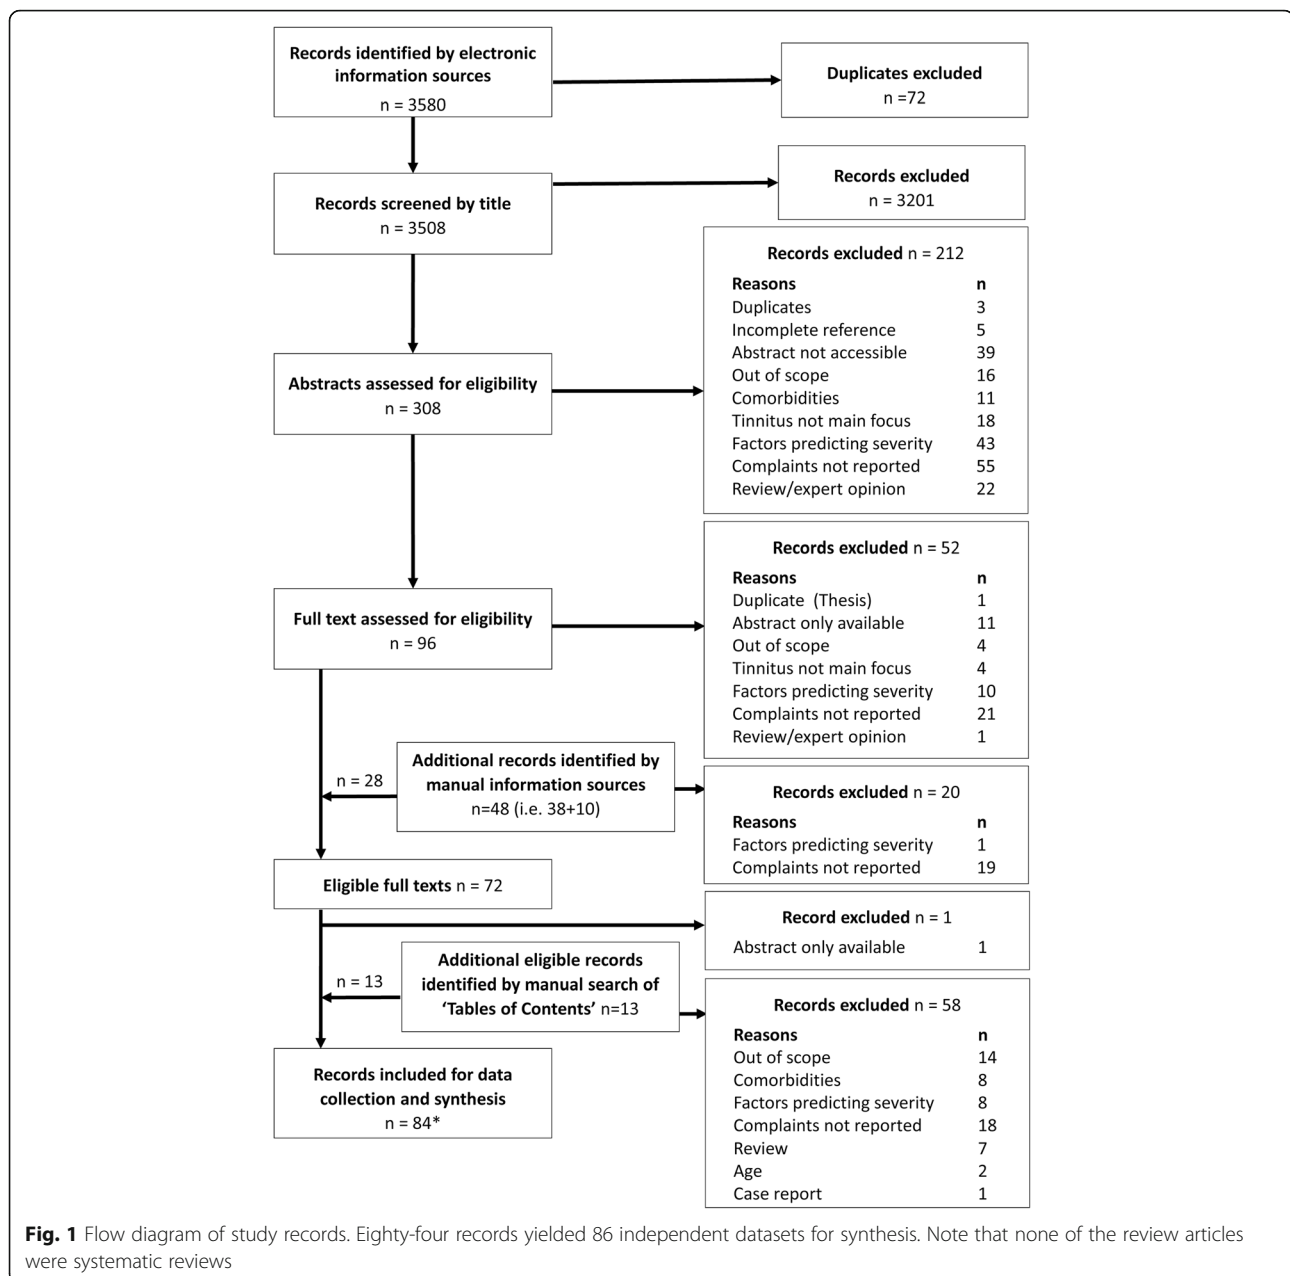 Records identified by electronic
information sources
n = 3580
Duplicates excluded
n =72
Records screened by title
n = 3508
Records excluded
n = 3201
Abstracts assessed for eligibility
n = 308
Records excluded n = 212
Reasons n
Duplicates 3
Incomplete reference 5
Abstract not accessible 39
Out of scope 16
Comorbidities 11
Tinnitus not main focus 18
Factors predicting severity 43
Complaints not reported 55
Review/expert opinion 22
Full text assessed for eligibility
n = 96
Records excluded n = 52
Reasons n
Duplicate (Thesis) 1
Abstract only available 11
Out of scope 4
Tinnitus not main focus 4
Factors predicting severity 10
Complaints not reported 21
Review/expert opinion 1
n = 28
Additional records identified by
manual information sources
n=48 (i.e. 38+10)
Records excluded n = 20
Reasons n
Factors predicting severity 1
Complaints not reported 19
Eligible full texts n = 72
Record excluded n = 1
Abstract only available 1
n = 13
Additional eligible records
identified by manual search of
‘Tables of Contents’ n=13
Records excluded n = 58
Reasons n
Out of scope 14
Comorbidities 8
Factors predicting severity 8
Complaints not reported 18
Review 7
Age 2
Case report 1
Records included for data
collection and synthesis
n = 84*
Fig. 1 Flow diagram of study records. Eighty-four records yielded 86 independent datasets for synthesis. Note that none of the review articles
were systematic reviews